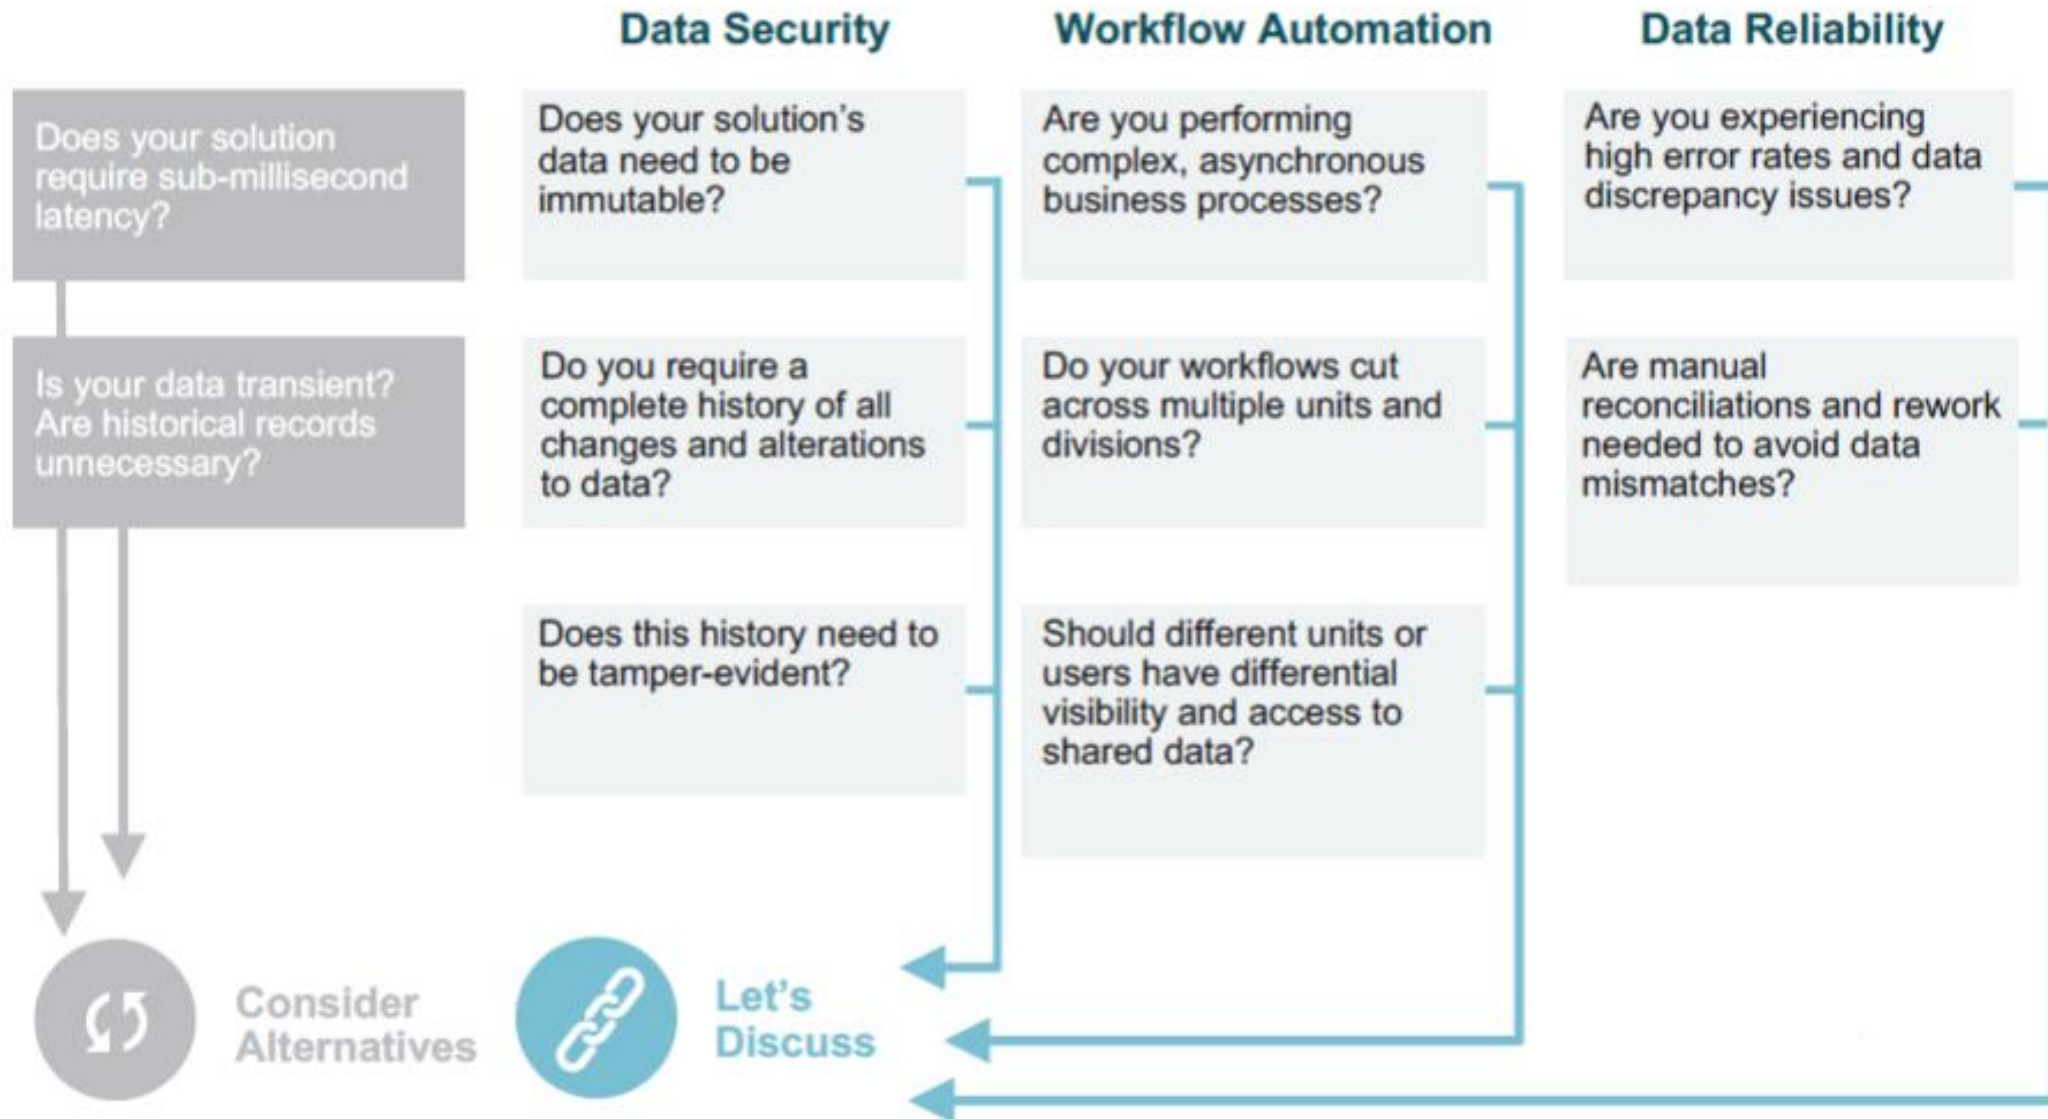 Data Security
Workflow Automation
Data Reliability
Does your solution
require sub-millisecond
latency?
Does your solution's
data need to be
immutable?
Are you performing
complex, asynchronous
business processes?
Are you experiencing
high error rates and data
discrepancy issues?
Is your data transient?
Are historical records
unnecessary?
Do you require a
complete history of all
changes and alterations
to data?
Do your workflows cut
across multiple units and
divisions?
Are manual
reconciliations and rework
needed to avoid data
mismatches?
Does this history need to
be tamper-evident?
Should different units or
users have differential
visibility and access to
shared data?
Consider
Alternatives
Let's
Discuss